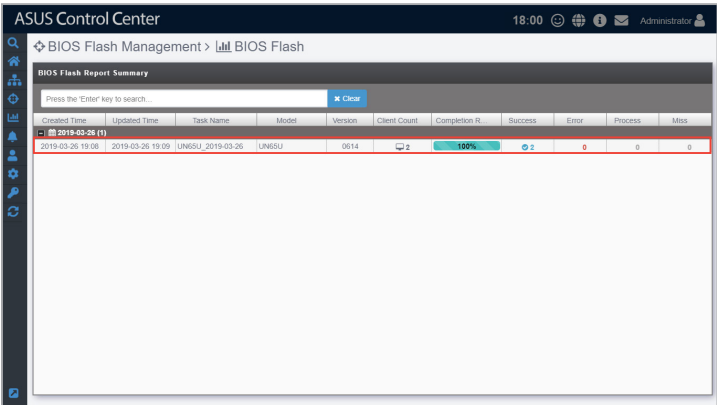 ASUS Control Center
18:00 Administrator
BIOS Flash Management > BIOS Flash
BIOS Flash Report Summary
Press the 'Enter' key to search...
Clear
Created Time Updated Time Task Name Model Version Client Count Completion R... Success Error Process Miss
2019-03-26 (1)
2019-03-26 19:08 2019-03-26 19:09 UN65U_2019-03-26 UN65U 0614 2 100% 2 0 0 0